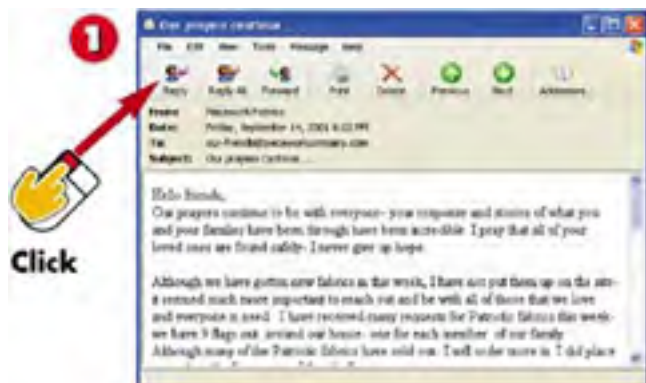 1
Our prayers continue ...
File Edit View Tools Message Help
Reply Reply All Forward Print Delete Previous Next Addresses
From:
Date: Friday, September 14, 2001 6:02 PM
To:
Subject: Our prayers continue ...
Hello friends,
Our prayers continue to be with everyone- your response and stories of what you
and your families have been through have been incredible. I pray that all of your
loved ones are found safely- I never give up hope.
Although we have gotten new fabrics in this week, I have not put them up on the site-
it seemed much more important to reach out and be with all of those that we love
and everyone in need. I have received many requests for Patriotic fabrics this week-
we have 9 flags out around our house- one for each member of our family.
Although many of the Patriotic fabrics have sold out. I will order more in. I did place
Click